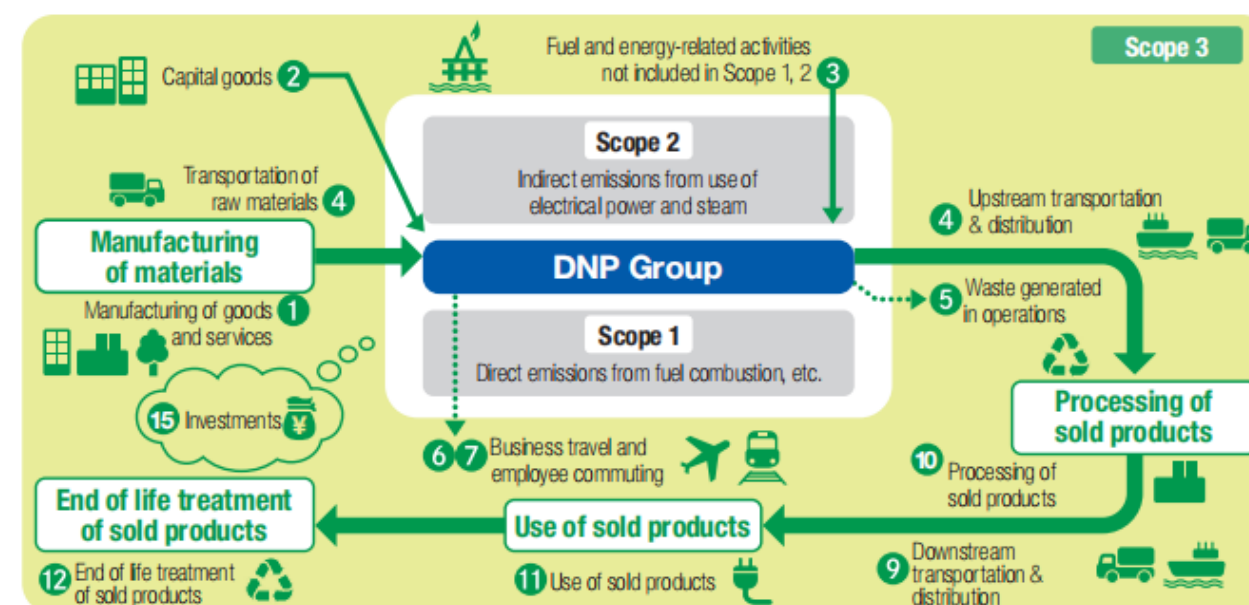 Scope 3
Capital goods 2
Fuel and energy-related activities
not included in Scope 1, 2 3
Scope 2
Indirect emissions from use of
electrical power and steam
Transportation of
raw materials 4
Manufacturing
of materials
DNP Group
4 Upstream transportation
& distribution
Manufacturing of goods 1
and services
5 Waste generated
in operations
Scope 1
Direct emissions from fuel combustion, etc.
15 Investments ¥
Processing of
sold products
6 7 Business travel and
employee commuting
10 Processing of
sold products
End of life treatment
of sold products
Use of sold products
12 End of life treatment
of sold products
11 Use of sold products
9 Downstream
transportation &
distribution